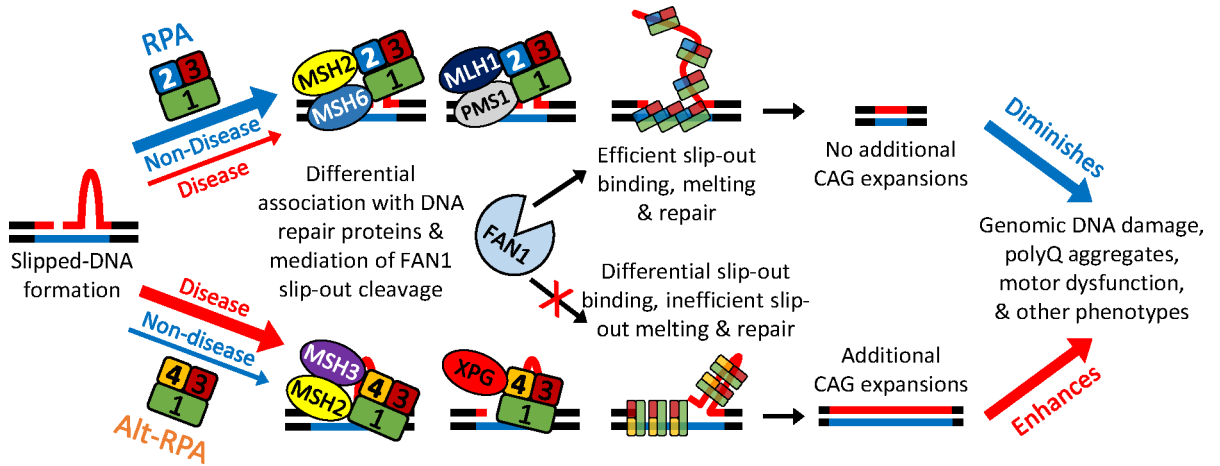 RPA
2 3
1
Non-Disease
Disease
MSH2
MSH6
2 3
1
MLH1
PMS1
2 3
1
Efficient slip-out
binding, melting
& repair
No additional
CAG expansions
Diminishes
Slipped-DNA
formation
Differential
association with DNA
repair proteins &
mediation of FAN1
slip-out cleavage
FAN1
Genomic DNA damage,
polyQ aggregates,
motor dysfunction,
& other phenotypes
Differential slip-out
binding, inefficient slip-
out melting & repair
Disease
Non-disease
4 3
1
Alt-RPA
MSH3
MSH2
4 3
1
XPG
4 3
1
Additional
CAG expansions
Enhances